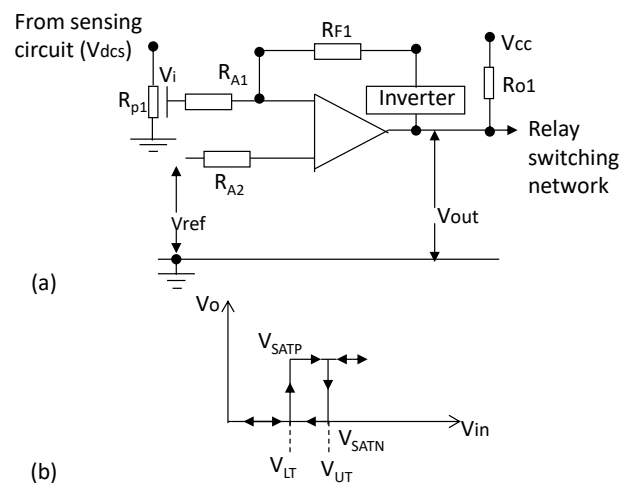 From sensing
circuit (Vdcs)
RF1
Vcc
Vi
RA1
Ro1
Rp1
Inverter
Relay
switching
network
RA2
Vref
Vout
(a)
Vo
VSATP
Vin
VSATN
VLT
VUT
(b)